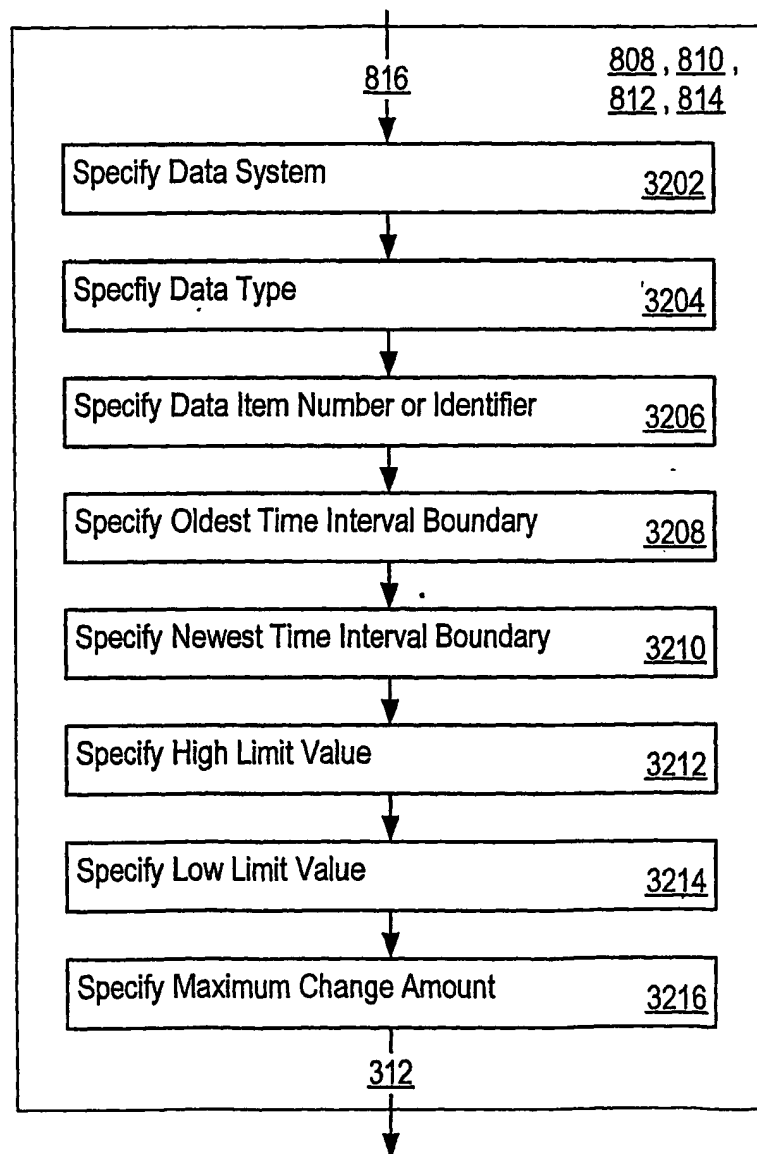 816
808, 810,
812, 814
Specify Data System 3202
Specfiy Data Type 3204
Specify Data Item Number or Identifier 3206
Specify Oldest Time Interval Boundary 3208
Specify Newest Time Interval Boundary 3210
Specify High Limit Value 3212
Specify Low Limit Value 3214
Specify Maximum Change Amount 3216
312